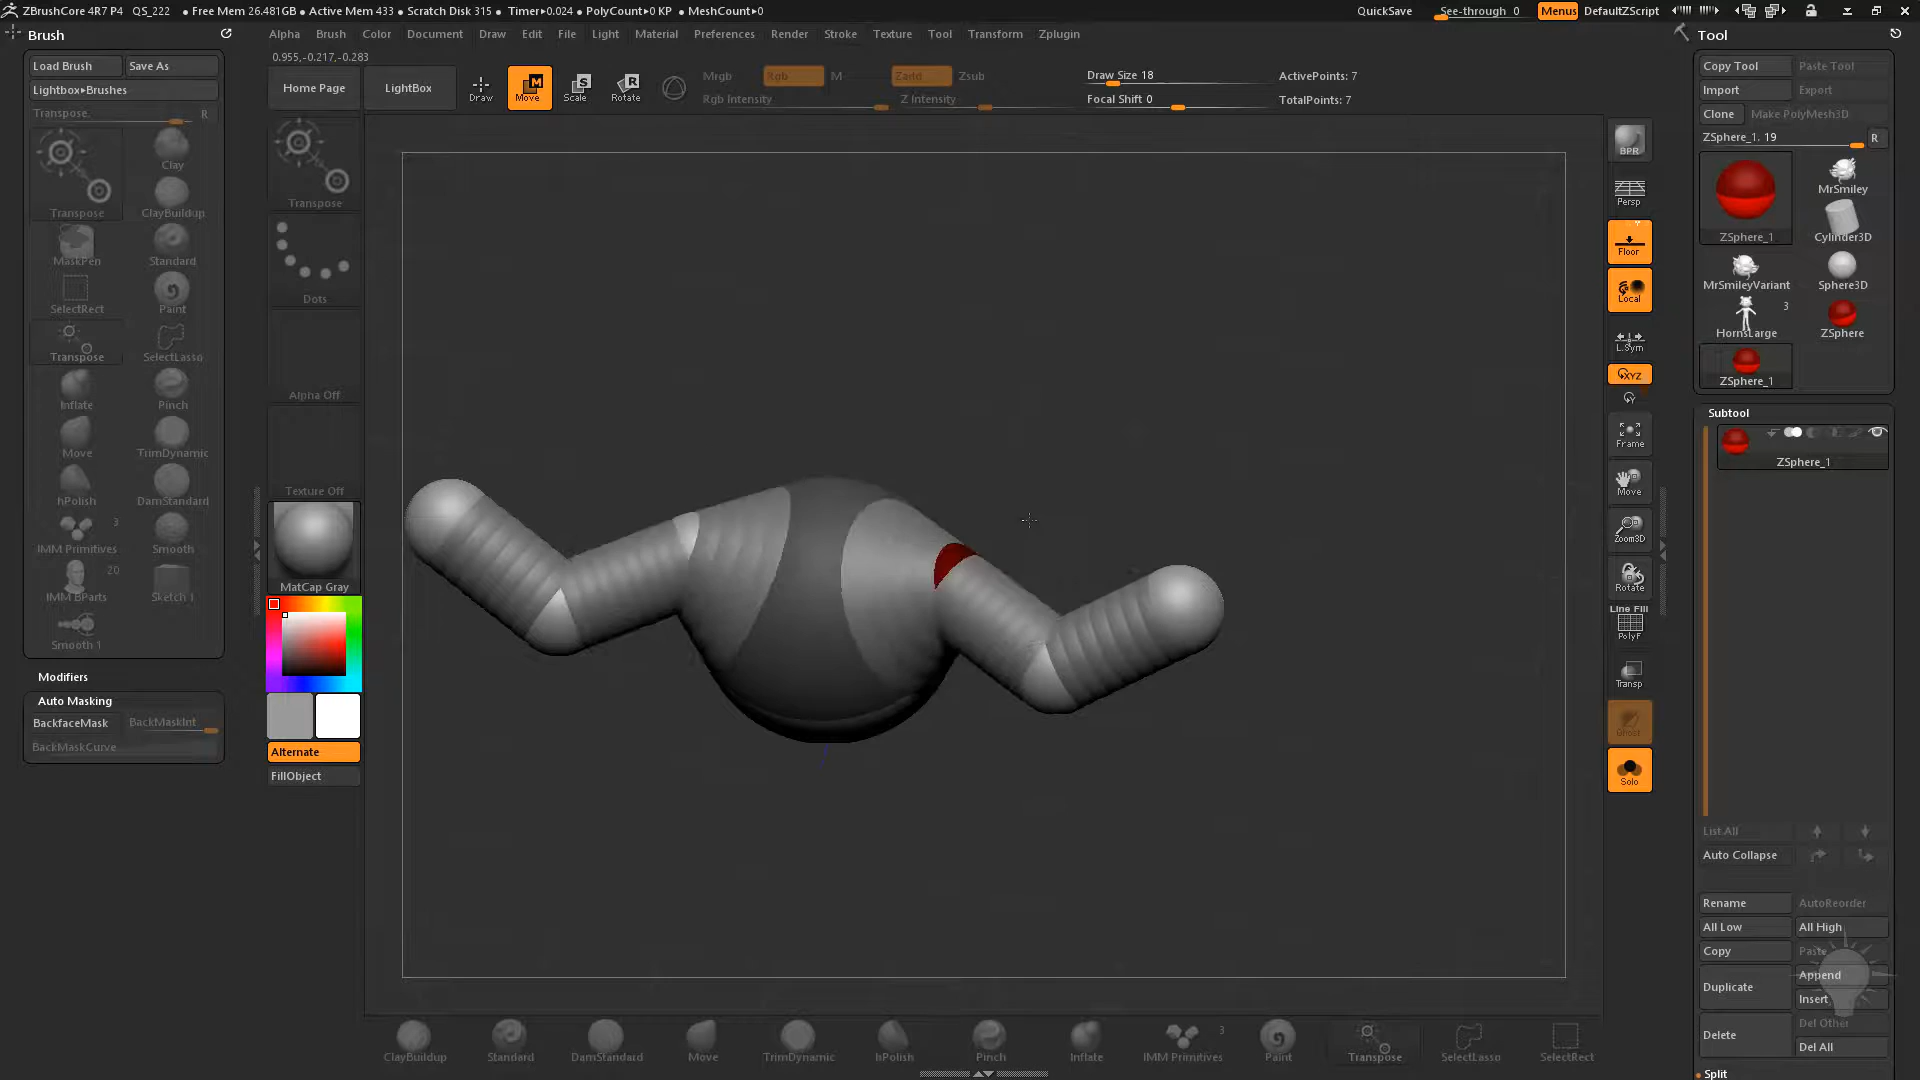 ZBrushCore 4R7 P4 QS_222 ● Free Mem 26.481GB ● Active Mem 433 ● Scratch Disk 315 ● Timer▸0.024 ● PolyCount▸0 KP ● MeshCount▸0 QuickSave See-through 0 Menus DefaultZScript
Brush
Alpha Brush Color Document Draw Edit File Light Material Preferences Render Stroke Texture Tool Transform Zplugin
Tool
0.955,-0.217,-0.283
Load Brush Save As
Lightbox▸Brushes
Transpose. R
Home Page LightBox Draw Move Scale Rotate
Mrgb Rgb M Zadd Zsub
Rgb Intensity Z Intensity
Draw Size 18
Focal Shift 0
ActivePoints: 7
TotalPoints: 7
Copy Tool Paste Tool
Import Export
Clone Make PolyMesh3D
ZSphere_1. 19 R
Clay
Transpose ClayBuildup
MaskPen Standard
SelectRect Paint
Transpose SelectLasso
Inflate Pinch
Move TrimDynamic
hPolish DamStandard
3
IMM Primitives Smooth
20
IMM BParts Sketch 1
Smooth 1
Modifiers
Auto Masking
BackfaceMask BackMaskInt
BackMaskCurve
Transpose
Dots
Alpha Off
Texture Off
MatCap Gray
Alternate
FillObject
BPR
Persp
Floor
Local
L.Sym
XYZ
Y
Frame
Move
Zoom3D
Rotate
Line Fill
PolyF
Transp
Ghost
Solo
MrSmiley
ZSphere_1 Cylinder3D
MrSmileyVariant Sphere3D
3
HornsLarge ZSphere
ZSphere_1
Subtool
ZSphere_1
List All
Auto Collapse
Rename AutoReorder
All Low All High
Copy Paste
Duplicate Append
Insert
Delete Del Other
Del All
Split
ClayBuildup Standard DamStandard Move TrimDynamic hPolish Pinch Inflate IMM Primitives 3 Paint Transpose SelectLasso SelectRect